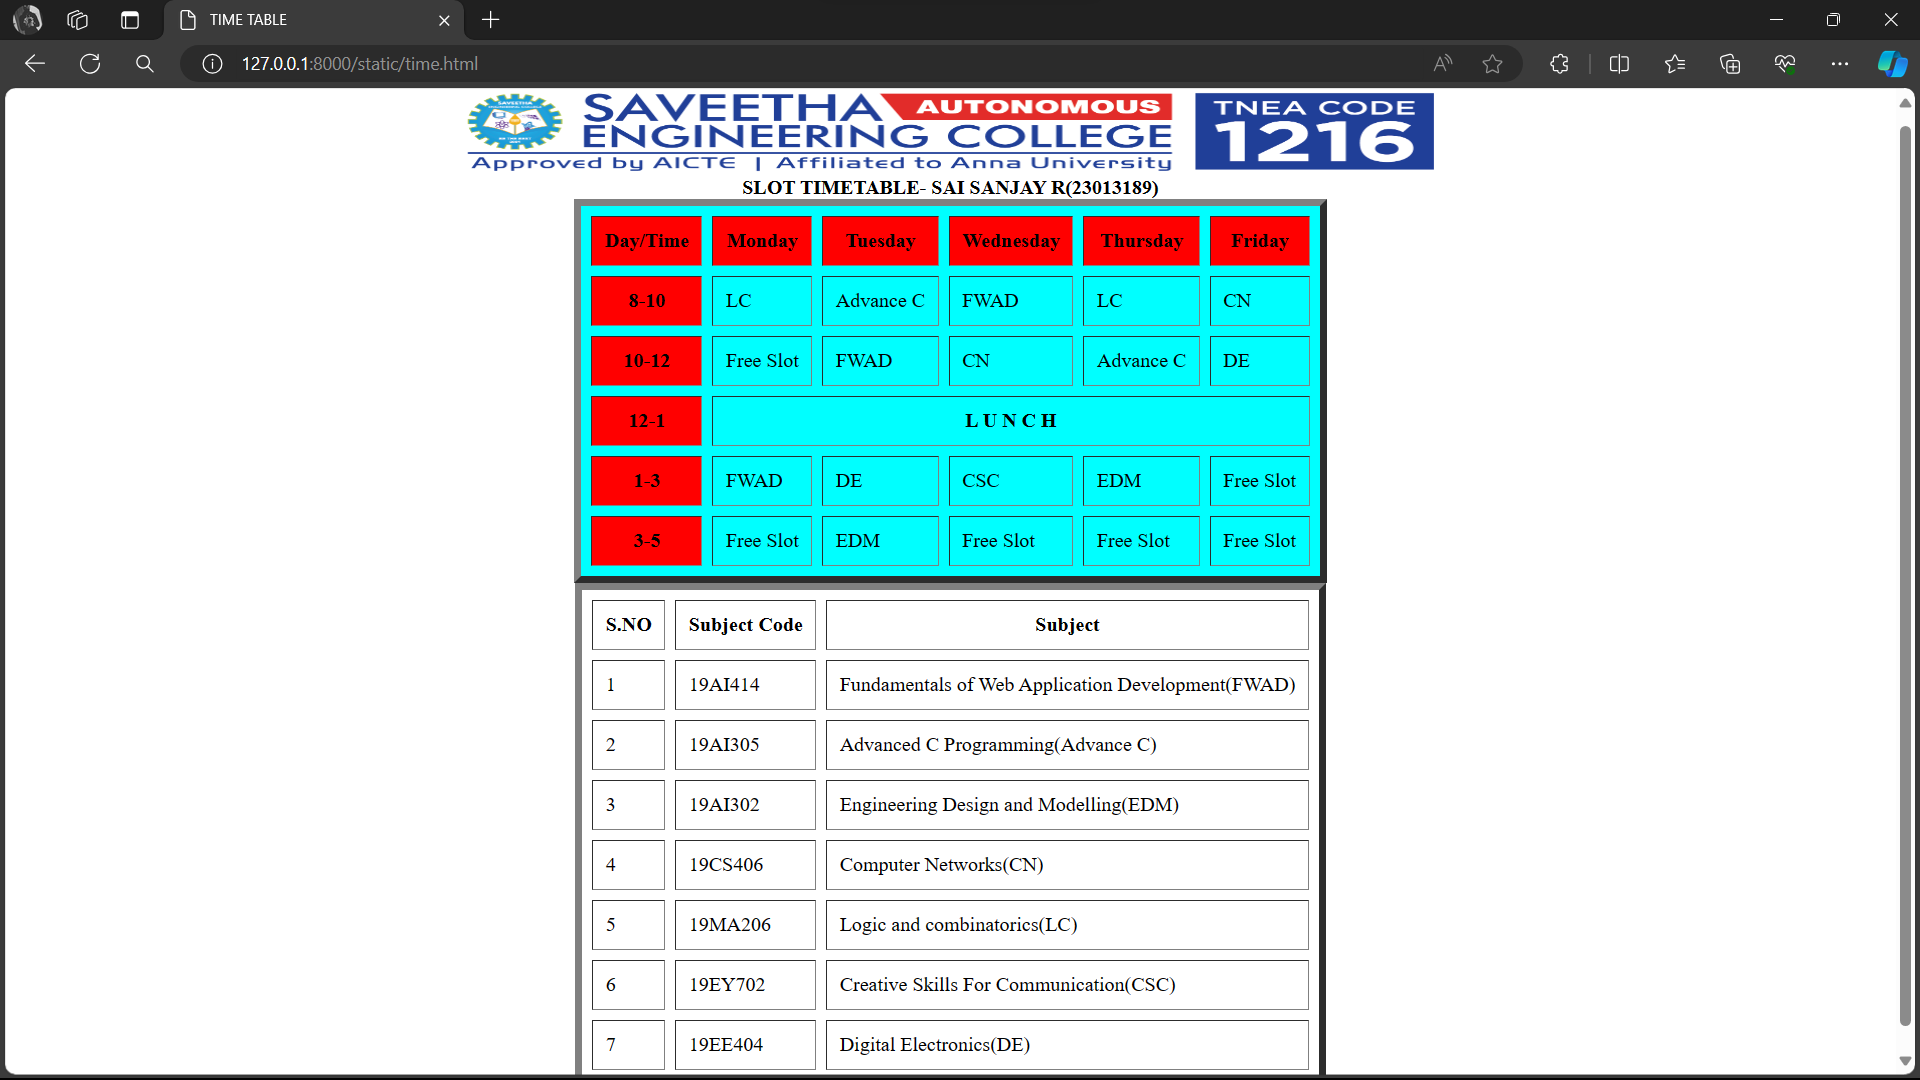 TIME TABLE
127.0.0.1:8000/static/time.html
SAVEETHA AUTONOMOUS
ENGINEERING COLLEGE
Approved by AICTE | Affiliated to Anna University
TNEA CODE
1216
SLOT TIMETABLE- SAI SANJAY R(23013189)
Day/Time Monday Tuesday Wednesday Thursday Friday
8-10 LC Advance C FWAD LC CN
10-12 Free Slot FWAD CN Advance C DE
12-1 L U N C H
1-3 FWAD DE CSC EDM Free Slot
3-5 Free Slot EDM Free Slot Free Slot Free Slot
S.NO Subject Code Subject
1 19AI414 Fundamentals of Web Application Development(FWAD)
2 19AI305 Advanced C Programming(Advance C)
3 19AI302 Engineering Design and Modelling(EDM)
4 19CS406 Computer Networks(CN)
5 19MA206 Logic and combinatorics(LC)
6 19EY702 Creative Skills For Communication(CSC)
7 19EE404 Digital Electronics(DE)